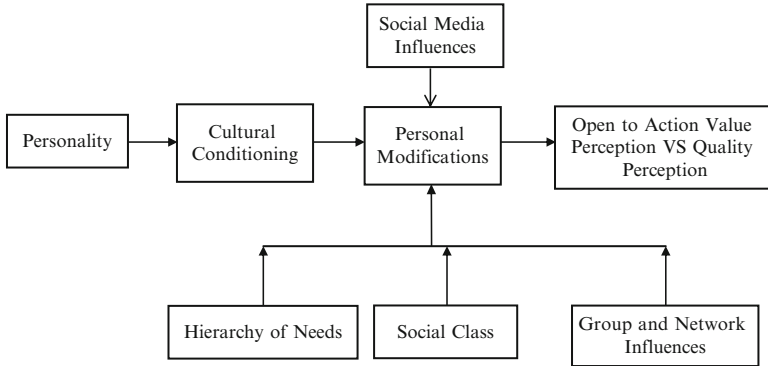 Social Media
Influences
Personality
Cultural
Conditioning
Personal
Modifications
Open to Action Value
Perception VS Quality
Perception
Hierarchy of Needs
Social Class
Group and Network
Influences